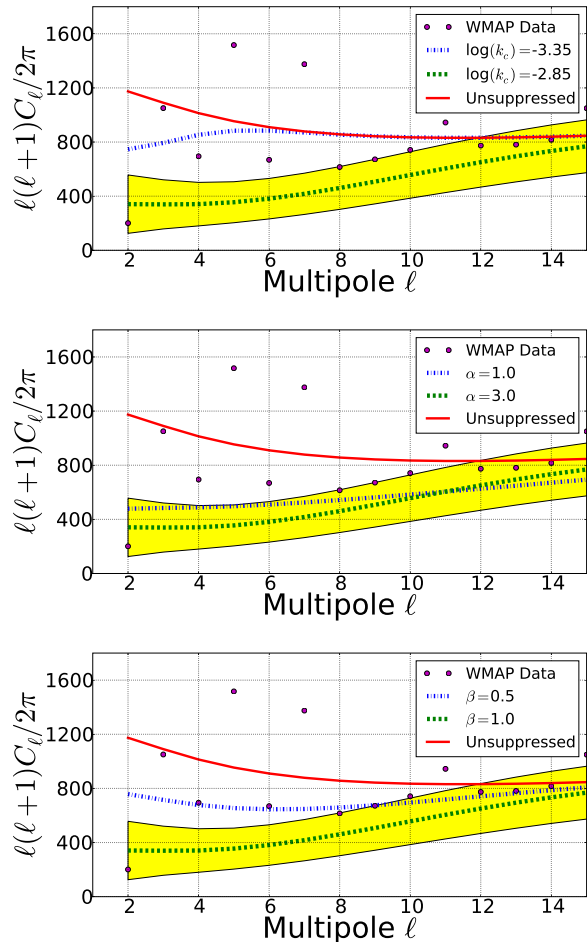 1600
1200
800
400
0
ℓ(ℓ+1)C_ℓ/2π
WMAP Data
log(k_c)=-3.35
log(k_c)=-2.85
Unsuppressed
2 4 6 8 10 12 14
Multipole ℓ
1600
1200
800
400
0
ℓ(ℓ+1)C_ℓ/2π
WMAP Data
α=1.0
α=3.0
Unsuppressed
2 4 6 8 10 12 14
Multipole ℓ
1600
1200
800
400
0
ℓ(ℓ+1)C_ℓ/2π
WMAP Data
β=0.5
β=1.0
Unsuppressed
2 4 6 8 10 12 14
Multipole ℓ